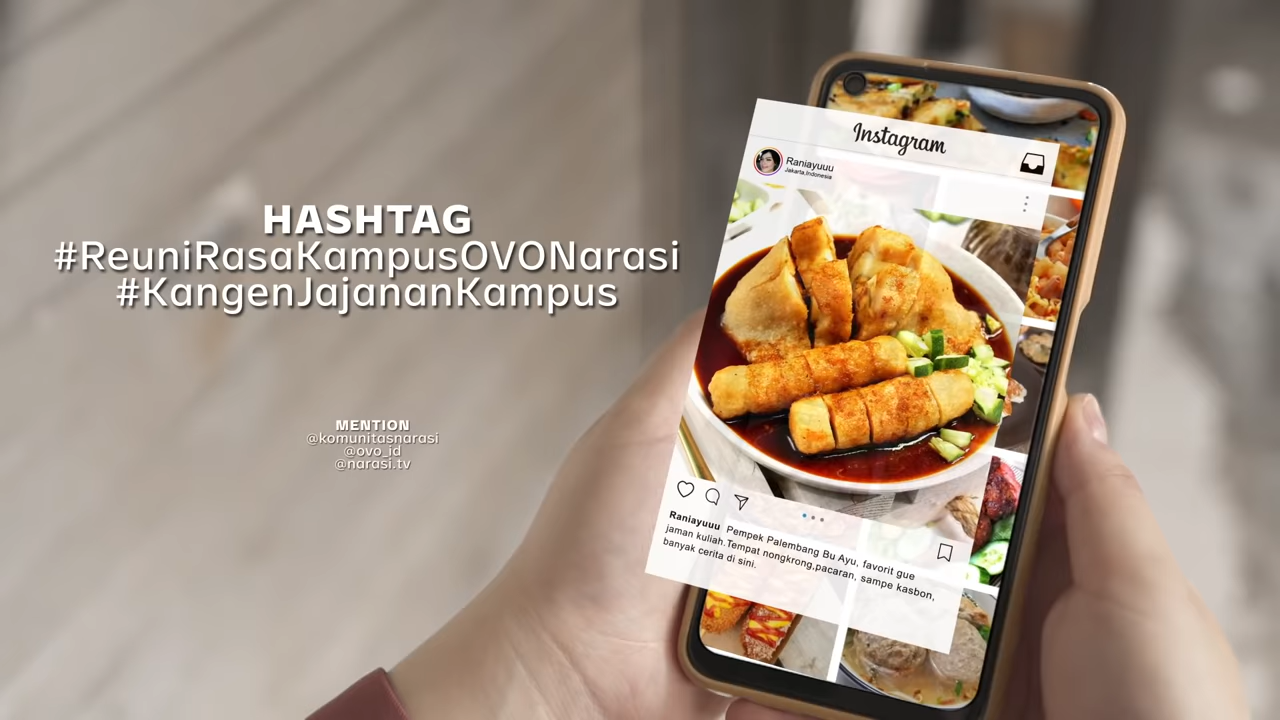 HASHTAG
#ReuniRasaKampusOVONarasi
#KangenJajananKampus
MENTION
@komunitasnarasi
@ovo_id
@narasi.tv
Instagram
Raniayuuu
Jakarta,Indonesia
Raniayuuu Pempek Palembang Bu Ayu, favorit gue
jaman kuliah.Tempat nongkrong,pacaran, sampe kasbon,
banyak cerita di sini.